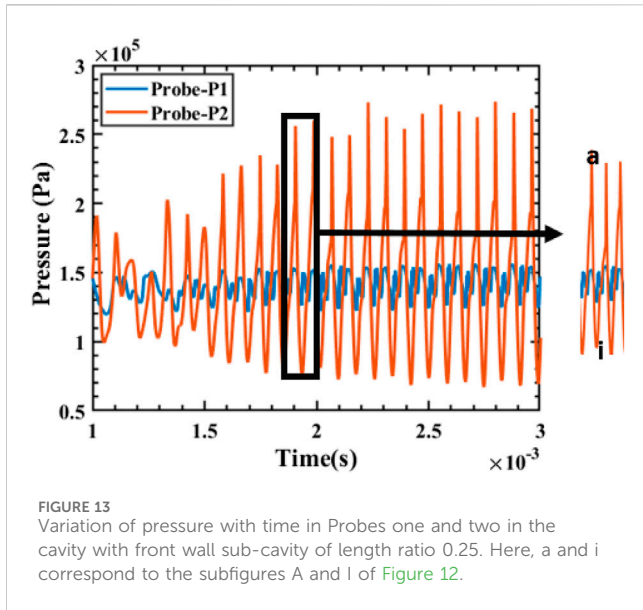 ×10⁵
3
Probe-P1
Probe-P2
2.5
a
2
Pressure (Pa)
1.5
1
i
0.5
1
1.5
2
2.5
3
Time(s)
×10⁻³
FIGURE 13
Variation of pressure with time in Probes one and two in the
cavity with front wall sub-cavity of length ratio 0.25. Here, a and i
correspond to the subfigures A and I of Figure 12.